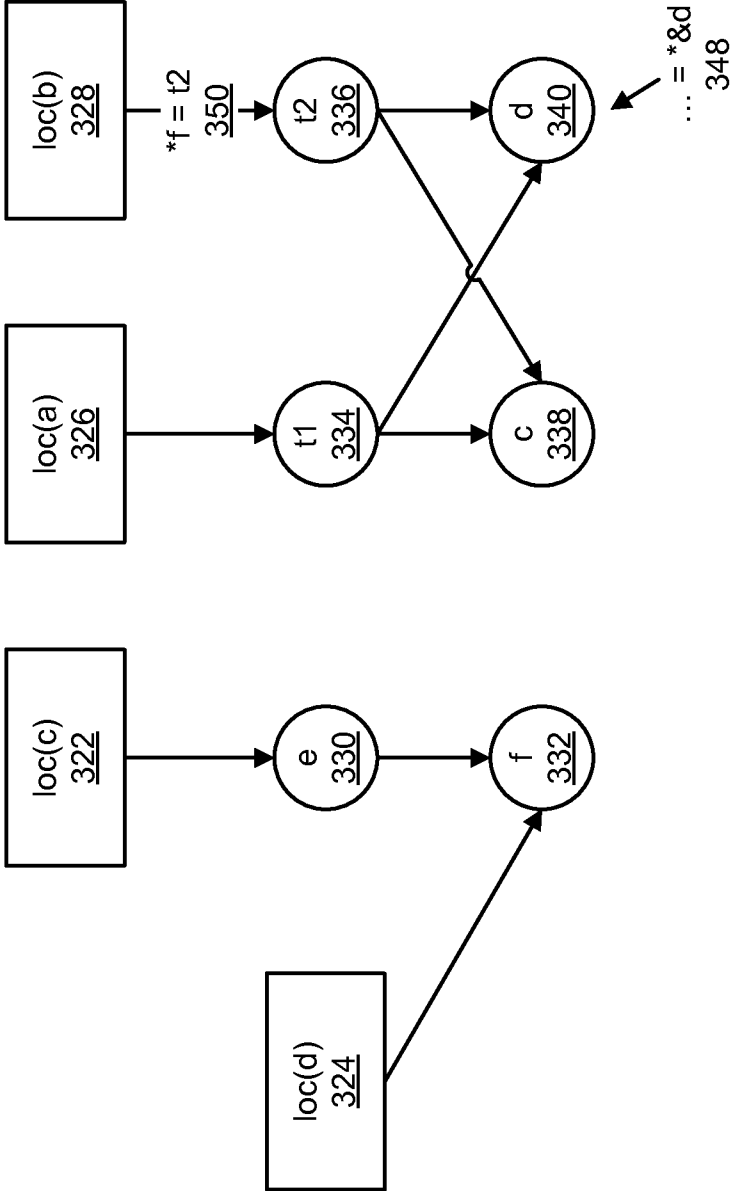 loc(b)
328
*f = t2
350
t2
336
d
340
… = *&d
348
loc(a)
326
t1
334
c
338
loc(c)
322
e
330
f
332
loc(d)
324